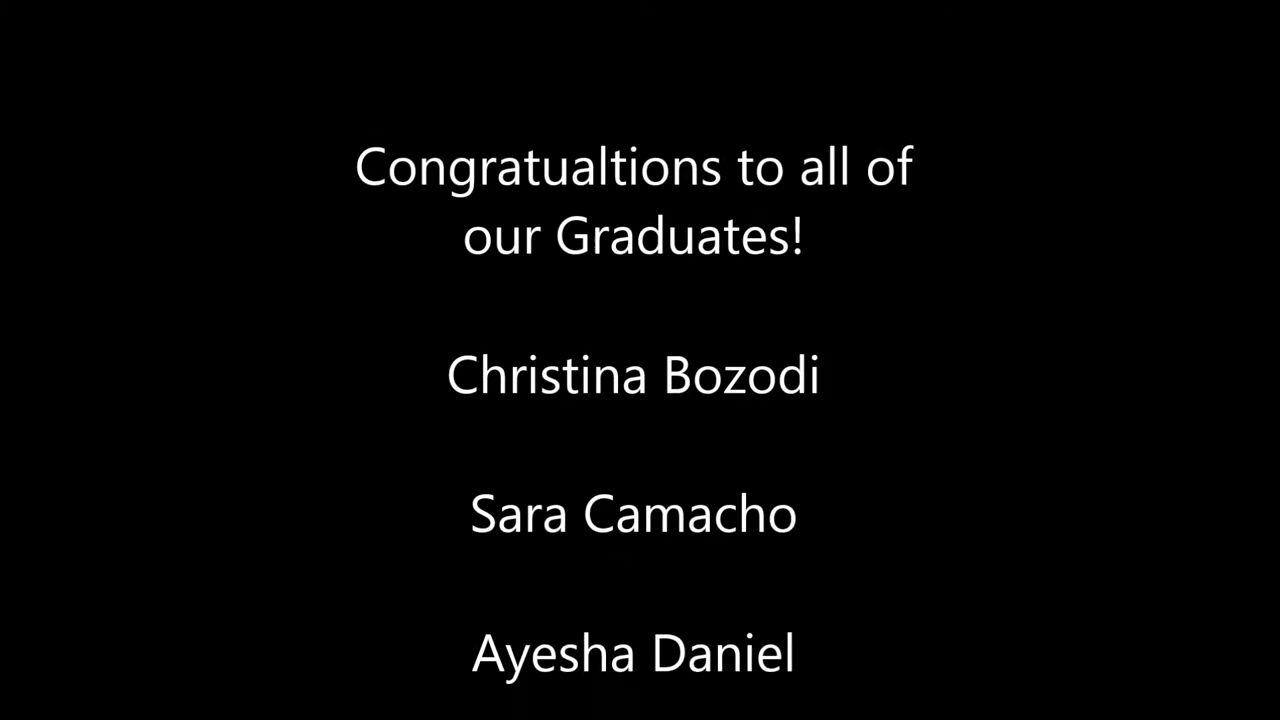 Congratualtions to all of
our Graduates!
Christina Bozodi
Sara Camacho
Ayesha Daniel